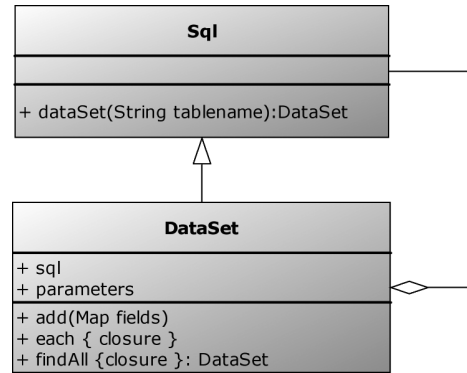 Sql
+ dataSet(String tablename):DataSet
DataSet
+ sql
+ parameters
+ add(Map fields)
+ each { closure }
+ findAll {closure }: DataSet